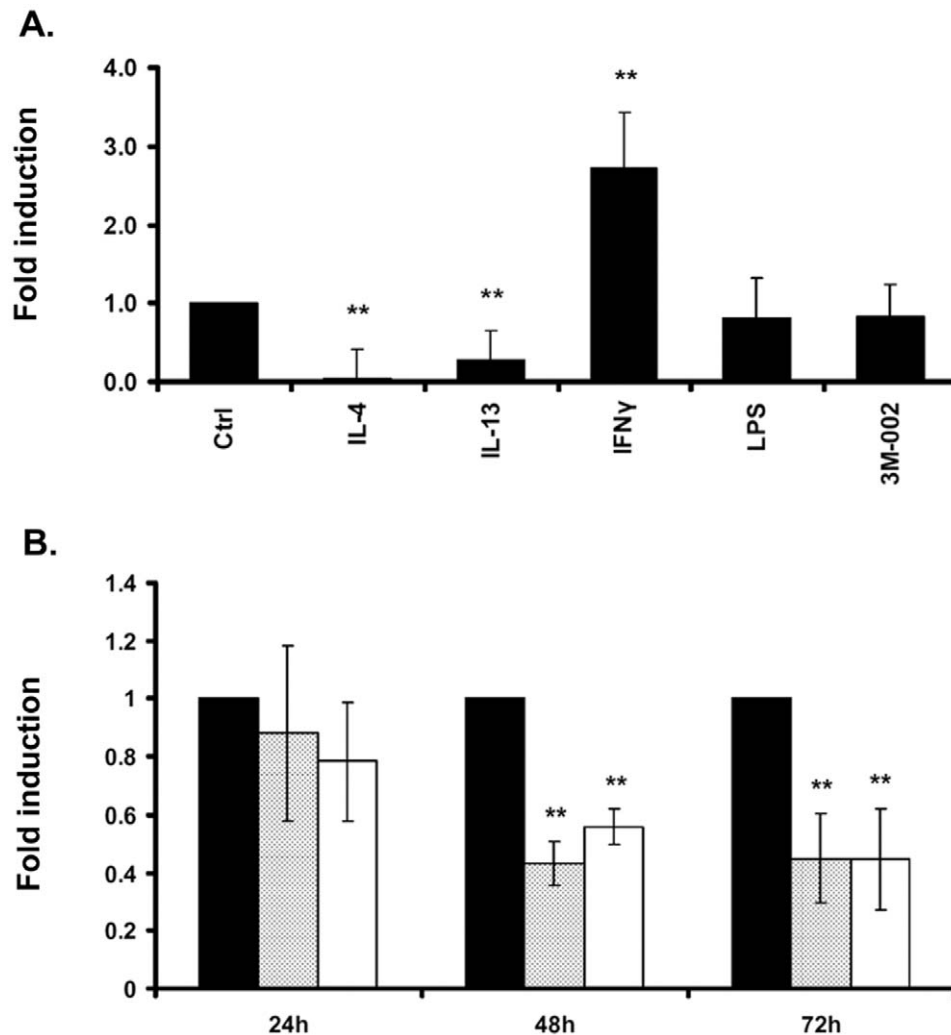 A.
Fold induction
4.0
3.0
2.0
1.0
0.0
**
**
**
Ctrl
IL-4
IL-13
IFNγ
LPS
3M-002
B.
Fold induction
1.4
1.2
1
0.8
0.6
0.4
0.2
0
**
**
**
**
24h
48h
72h